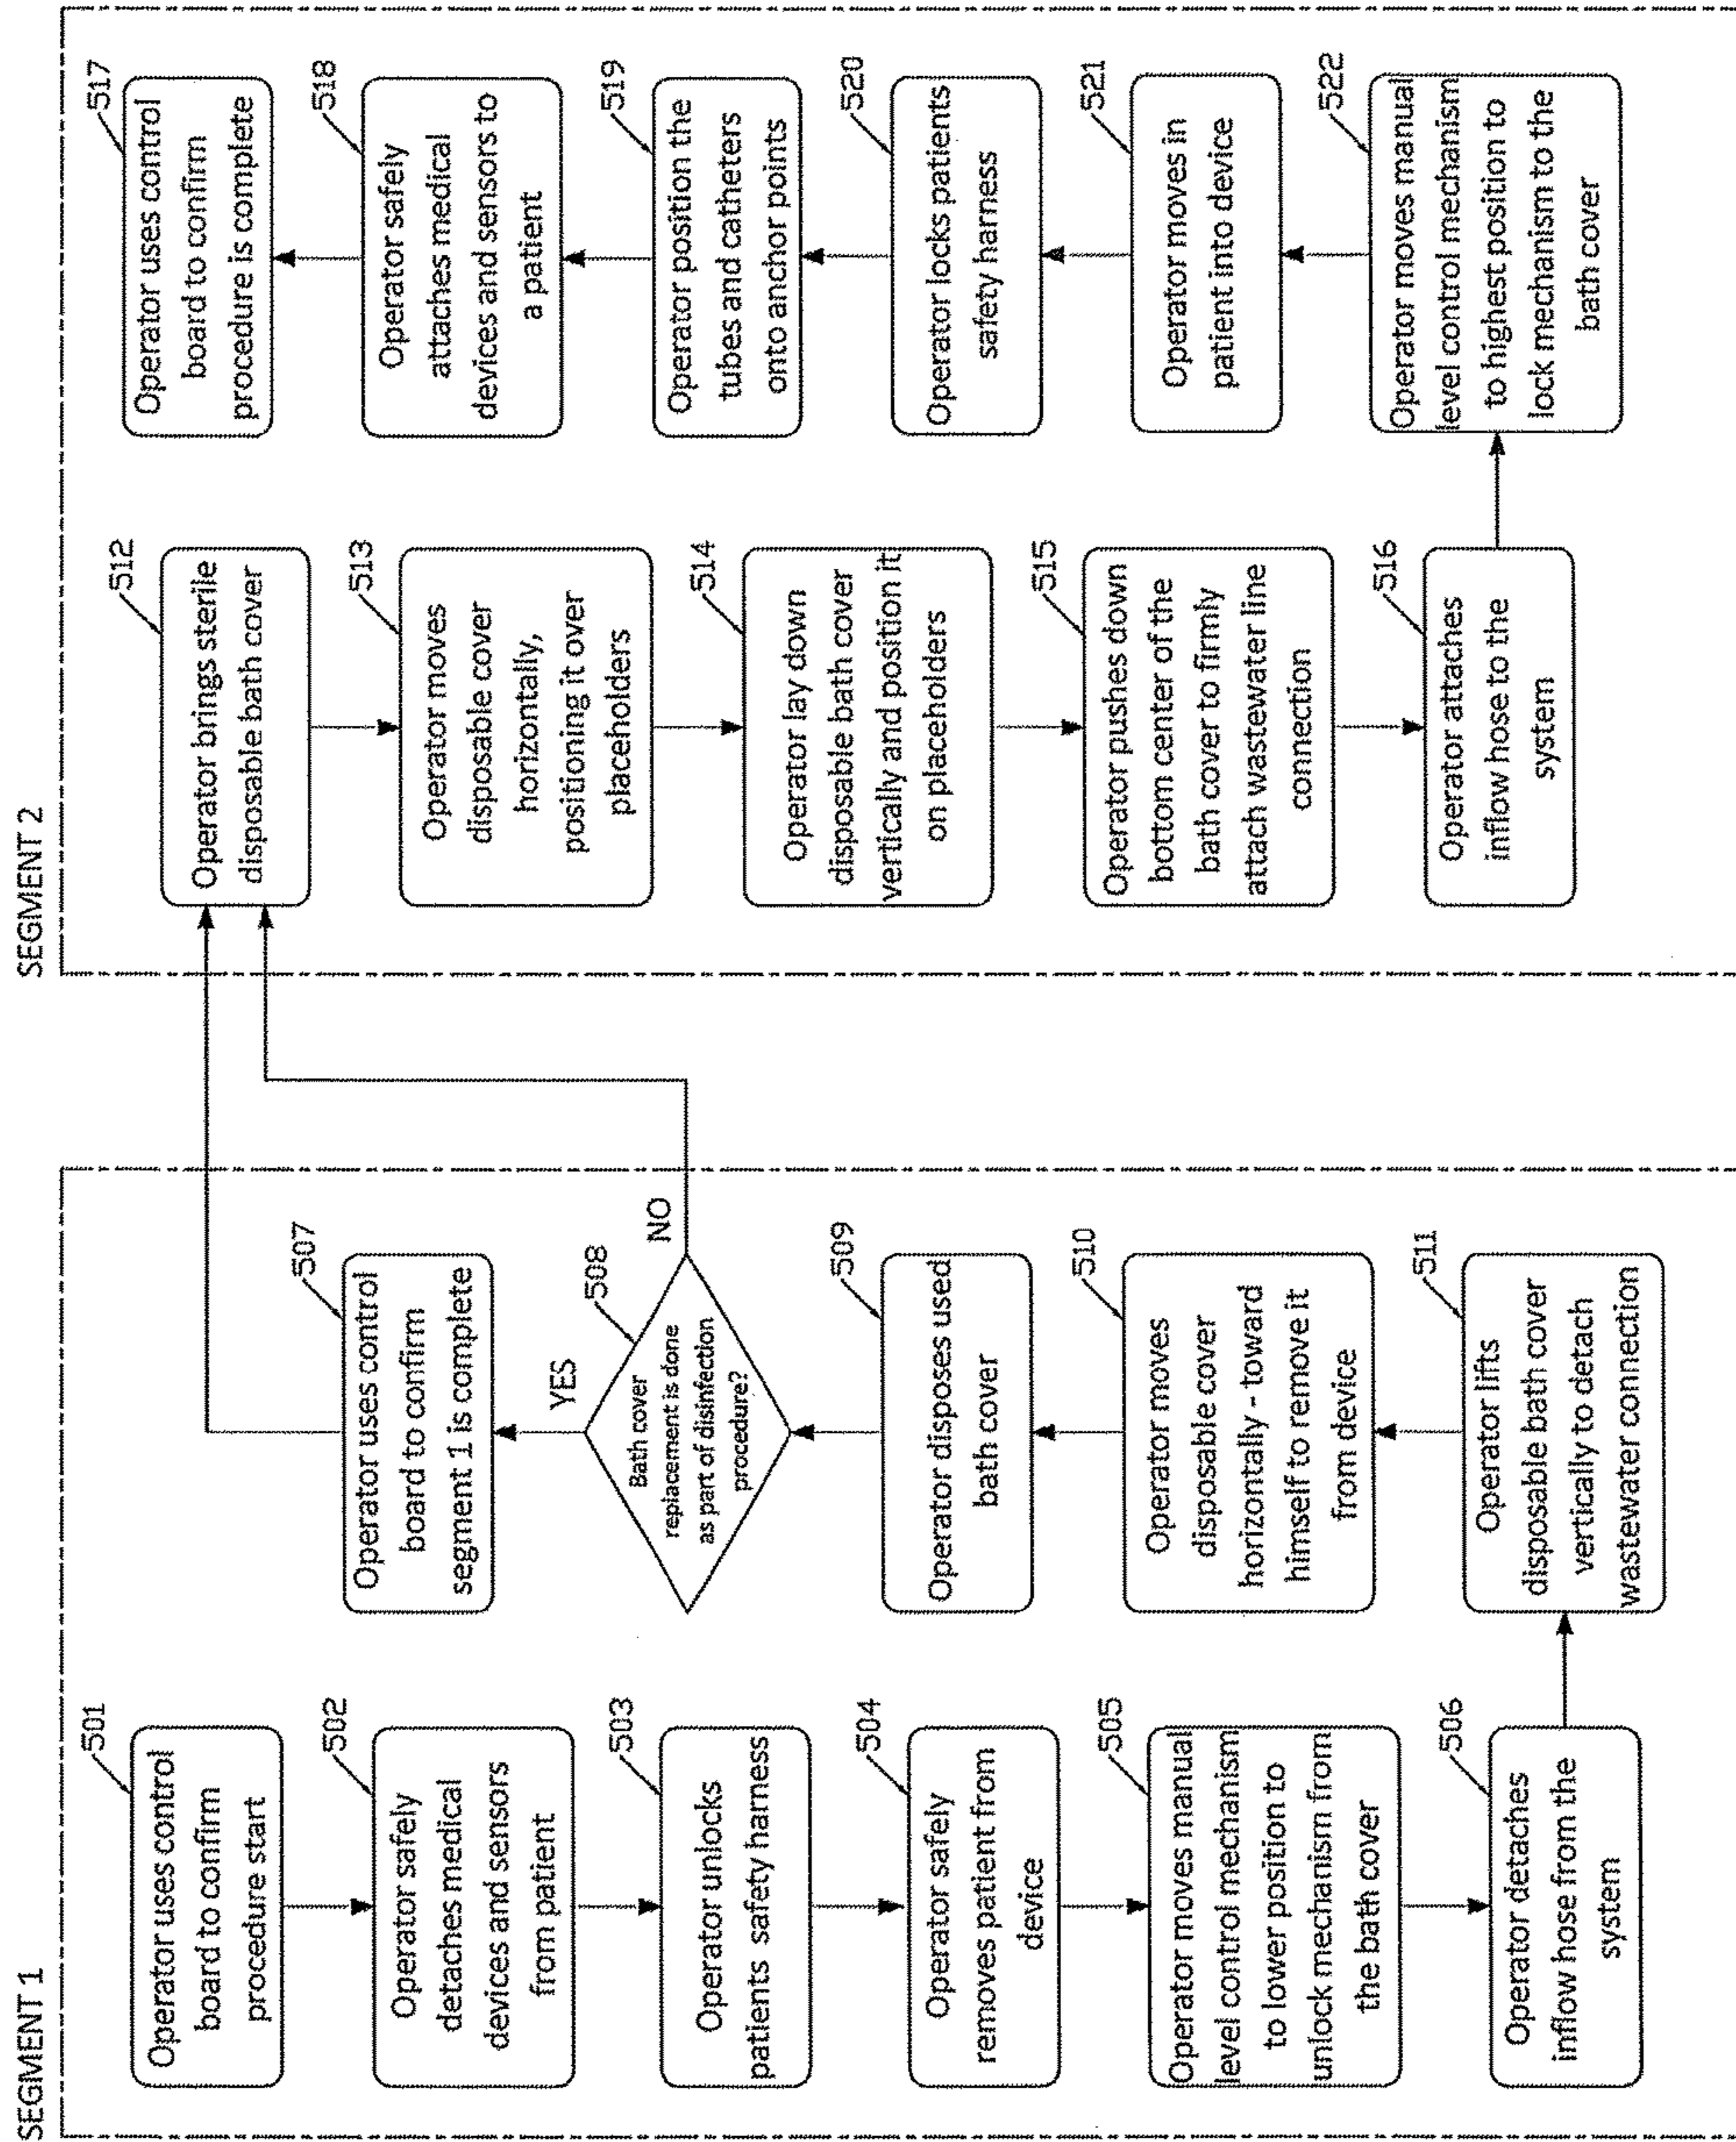 SEGMENT 1
501
Operator uses control
board to confirm
procedure start
502
Operator safely
detaches medical
devices and sensors
from patient
503
Operator unlocks
patients safety harness
504
Operator safely
removes patient from
device
505
Operator moves manual
level control mechanism
to lower position to
unlock mechanism from
the bath cover
506
Operator detaches
inflow hose from the
system
507
Operator uses control
board to confirm
segment 1 is complete
YES
508
Bath cover
replacement is done
as part of disinfection
procedure?
NO
509
Operator disposes used
bath cover
510
Operator moves
disposable cover
horizontally - toward
himself to remove it
from device
511
Operator lifts
disposable bath cover
vertically to detach
wastewater connection
SEGMENT 2
512
Operator brings sterile
disposable bath cover
513
Operator moves
disposable cover
horizontally,
positioning it over
placeholders
514
Operator lay down
disposable bath cover
vertically and position it
on placeholders
515
Operator pushes down
bottom center of the
bath cover to firmly
attach wastewater line
connection
516
Operator attaches
inflow hose to the
system
517
Operator uses control
board to confirm
procedure is complete
518
Operator safely
attaches medical
devices and sensors to
a patient
519
Operator position the
tubes and catheters
onto anchor points
520
Operator locks patients
safety harness
521
Operator moves in
patient into device
522
Operator moves manual
level control mechanism
to highest position to
lock mechanism to the
bath cover